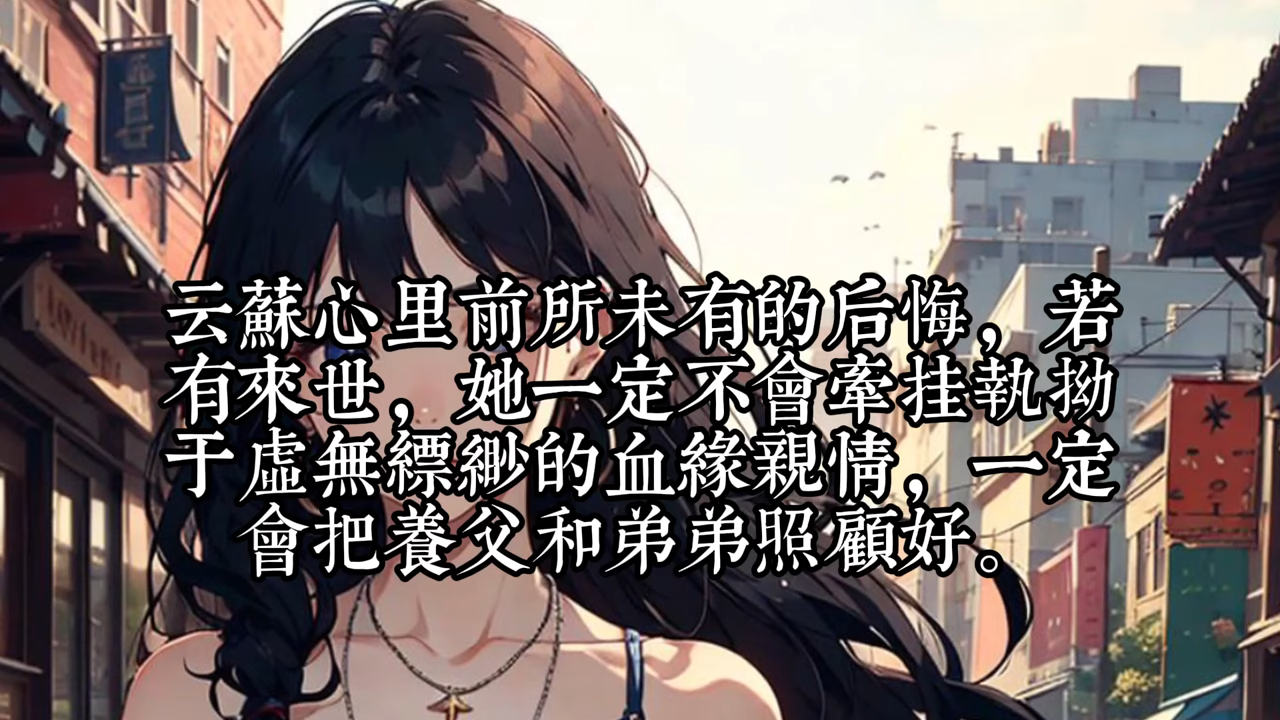 云蘇心里前所未有的后悔，若
有來世，她一定不會牽挂執拗
于虛無縹緲的血緣親情，一定
會把養父和弟弟照顧好。